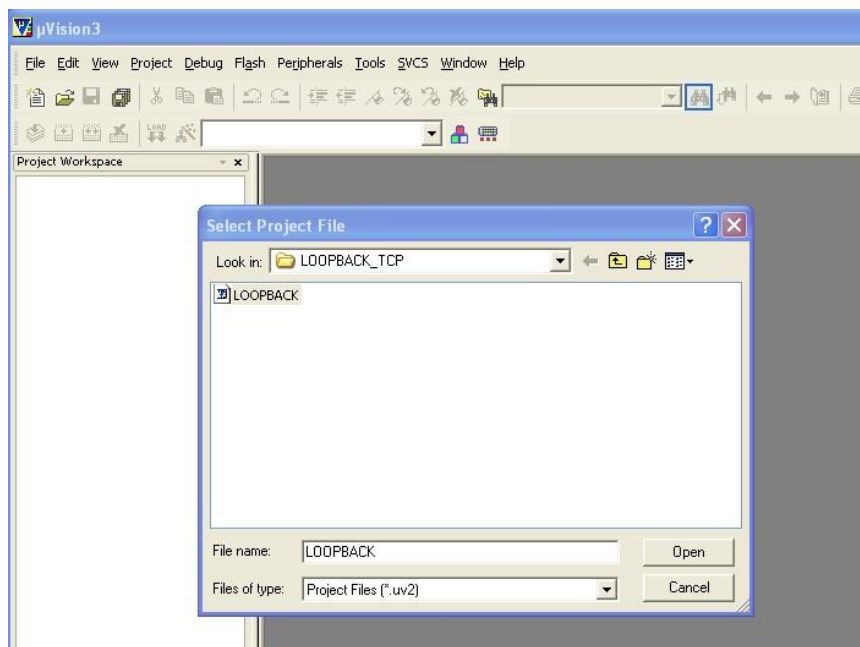 µVision3
File Edit View Project Debug Flash Peripherals Tools SVCS Window Help
LOAD
Project Workspace
Select Project File
Look in: LOOPBACK_TCP
LOOPBACK
File name: LOOPBACK Open
Files of type: Project Files (*.uv2) Cancel